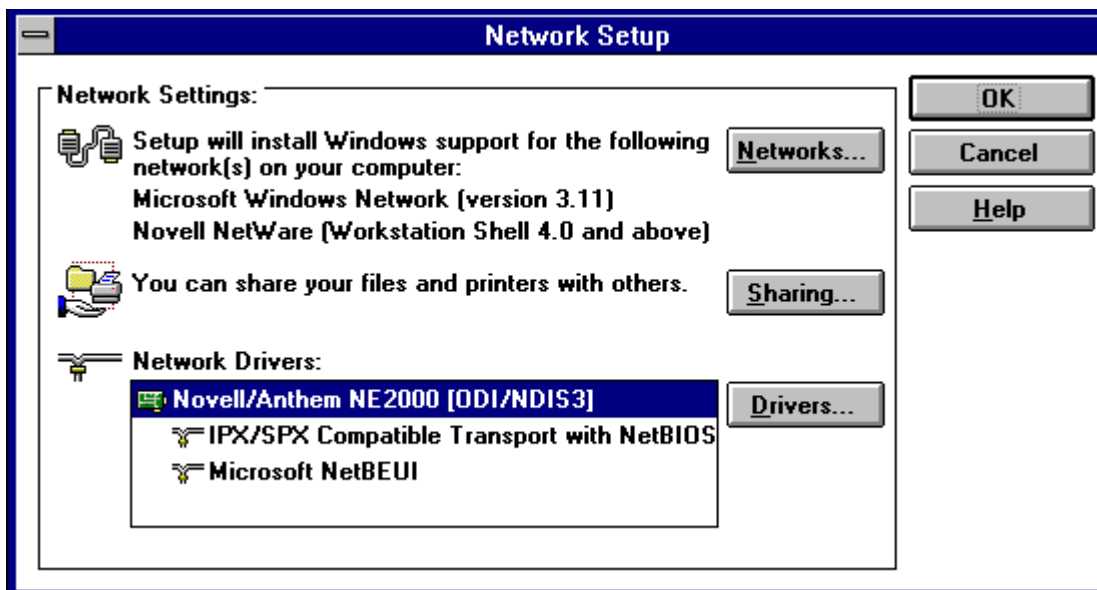 Network Setup
Network Settings:
OK
Setup will install Windows support for the following
network(s) on your computer:
Networks...
Cancel
Microsoft Windows Network (version 3.11)
Novell NetWare (Workstation Shell 4.0 and above)
Help
You can share your files and printers with others.
Sharing...
Network Drivers:
Novell/Anthem NE2000 [ODI/NDIS3]
Drivers...
IPX/SPX Compatible Transport with NetBIOS
Microsoft NetBEUI